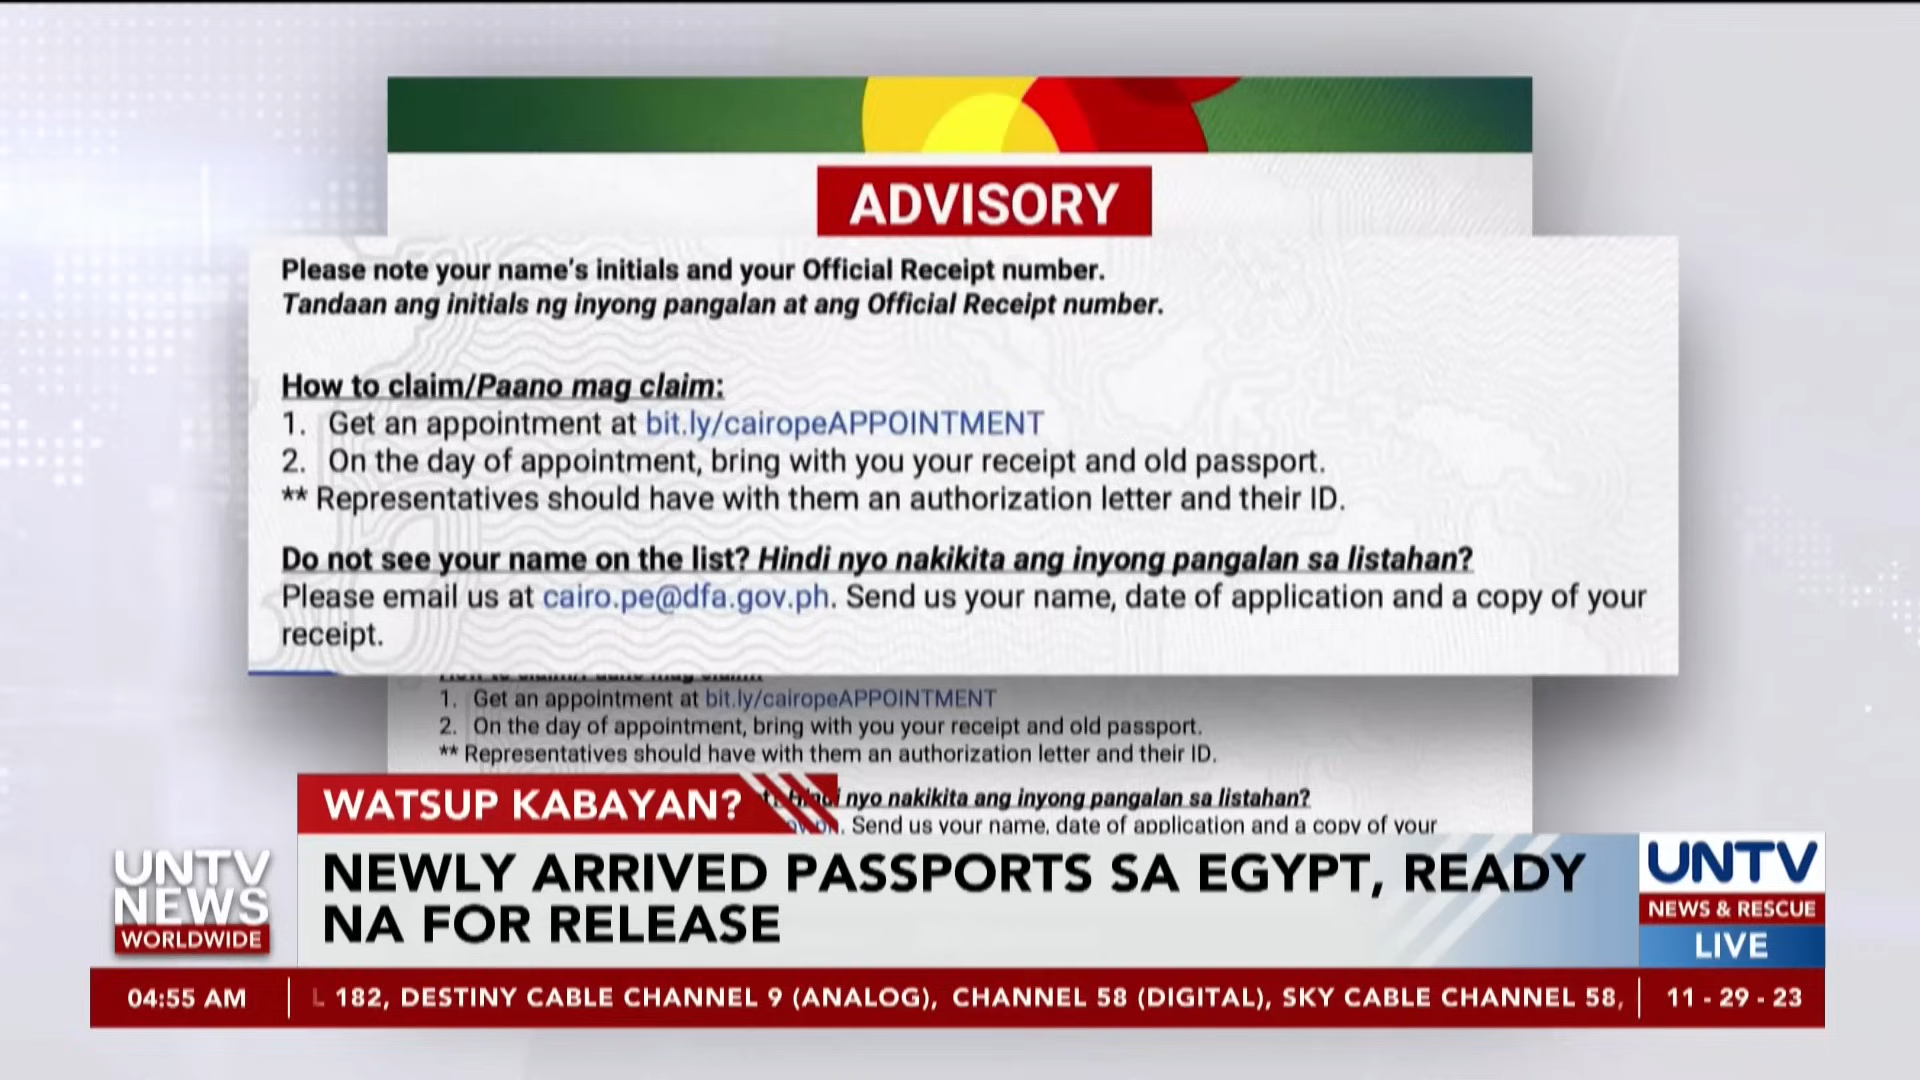 ADVISORY
Please note your name's initials and your Official Receipt number.
Tandaan ang initials ng inyong pangalan at ang Official Receipt number.
How to claim/Paano mag claim:
1. Get an appointment at bit.ly/cairopeAPPOINTMENT
2. On the day of appointment, bring with you your receipt and old passport.
** Representatives should have with them an authorization letter and their ID.
Do not see your name on the list? Hindi nyo nakikita ang inyong pangalan sa listahan?
Please email us at cairo.pe@dfa.gov.ph. Send us your name, date of application and a copy of your
receipt.
1. Get an appointment at bit.ly/cairopeAPPOINTMENT
2. On the day of appointment, bring with you your receipt and old passport.
** Representatives should have with them an authorization letter and their ID.
nyo nakikita ang inyong pangalan sa listahan?
Send us your name, date of application and a copy of your
WATSUP KABAYAN?
NEWLY ARRIVED PASSPORTS SA EGYPT, READY
NA FOR RELEASE
UNTV
NEWS
WORLDWIDE
UNTV
NEWS & RESCUE
LIVE
04:55 AM
182, DESTINY CABLE CHANNEL 9 (ANALOG), CHANNEL 58 (DIGITAL), SKY CABLE CHANNEL 58,
11 - 29 - 23